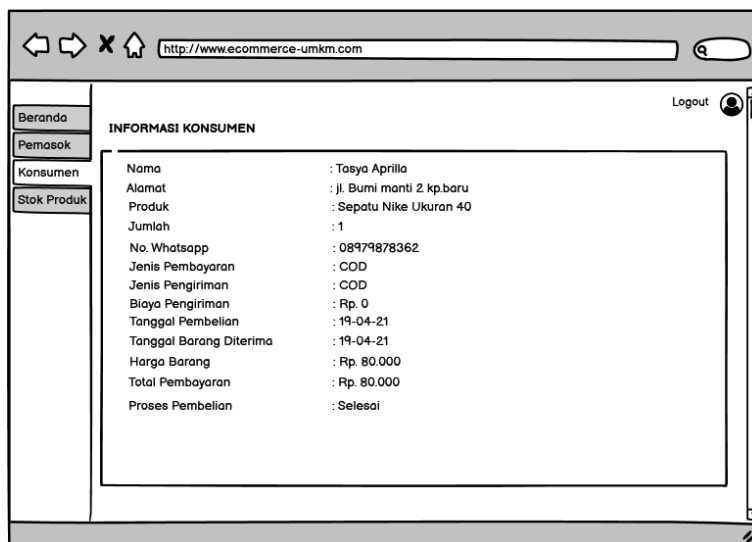 http://www.ecommerce-umkm.com
Logout
Beranda
Pemasok
Konsumen
Stok Produk
INFORMASI KONSUMEN
Nama : Tasya Aprilla
Alamat : jl. Bumi manti 2 kp.baru
Produk : Sepatu Nike Ukuran 40
Jumlah : 1
No. Whatsapp : 08979878362
Jenis Pembayaran : COD
Jenis Pengiriman : COD
Biaya Pengiriman : Rp. 0
Tanggal Pembelian : 19-04-21
Tanggal Barang Diterima : 19-04-21
Harga Barang : Rp. 80.000
Total Pembayaran : Rp. 80.000
Proses Pembelian : Selesai